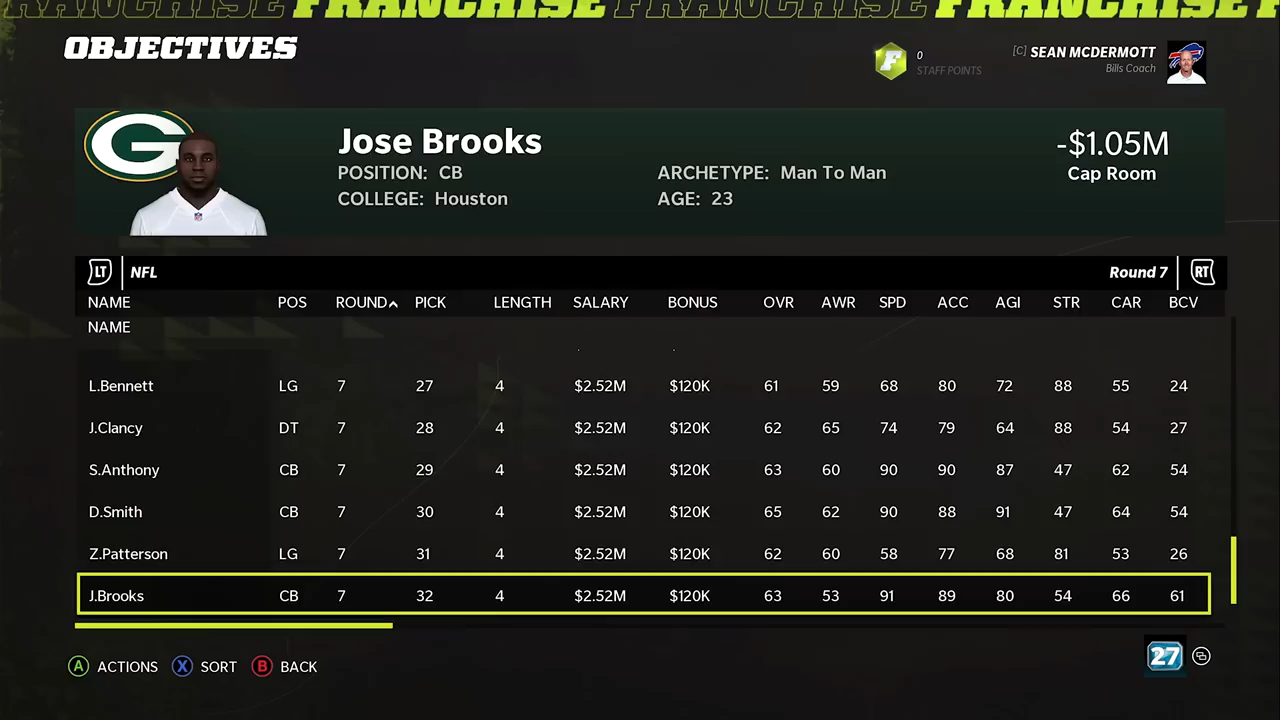 FRANCHISE FRANCHISE FRANCHISE FRANCHISE F
OBJECTIVES
0
STAFF POINTS
[C] SEAN MCDERMOTT
Bills Coach
G
Jose Brooks
POSITION: CB
COLLEGE: Houston
ARCHETYPE: Man To Man
AGE: 23
-$1.05M
Cap Room
LT NFL Round 7 RT
NAME POS ROUND PICK LENGTH SALARY BONUS OVR AWR SPD ACC AGI STR CAR BCV
NAME
L.Bennett LG 7 27 4 $2.52M $120K 61 59 68 80 72 88 55 24
J.Clancy DT 7 28 4 $2.52M $120K 62 65 74 79 64 88 54 27
S.Anthony CB 7 29 4 $2.52M $120K 63 60 90 90 87 47 62 54
D.Smith CB 7 30 4 $2.52M $120K 65 62 90 88 91 47 64 54
Z.Patterson LG 7 31 4 $2.52M $120K 62 60 58 77 68 81 53 26
J.Brooks CB 7 32 4 $2.52M $120K 63 53 91 89 80 54 66 61
A ACTIONS X SORT B BACK
27